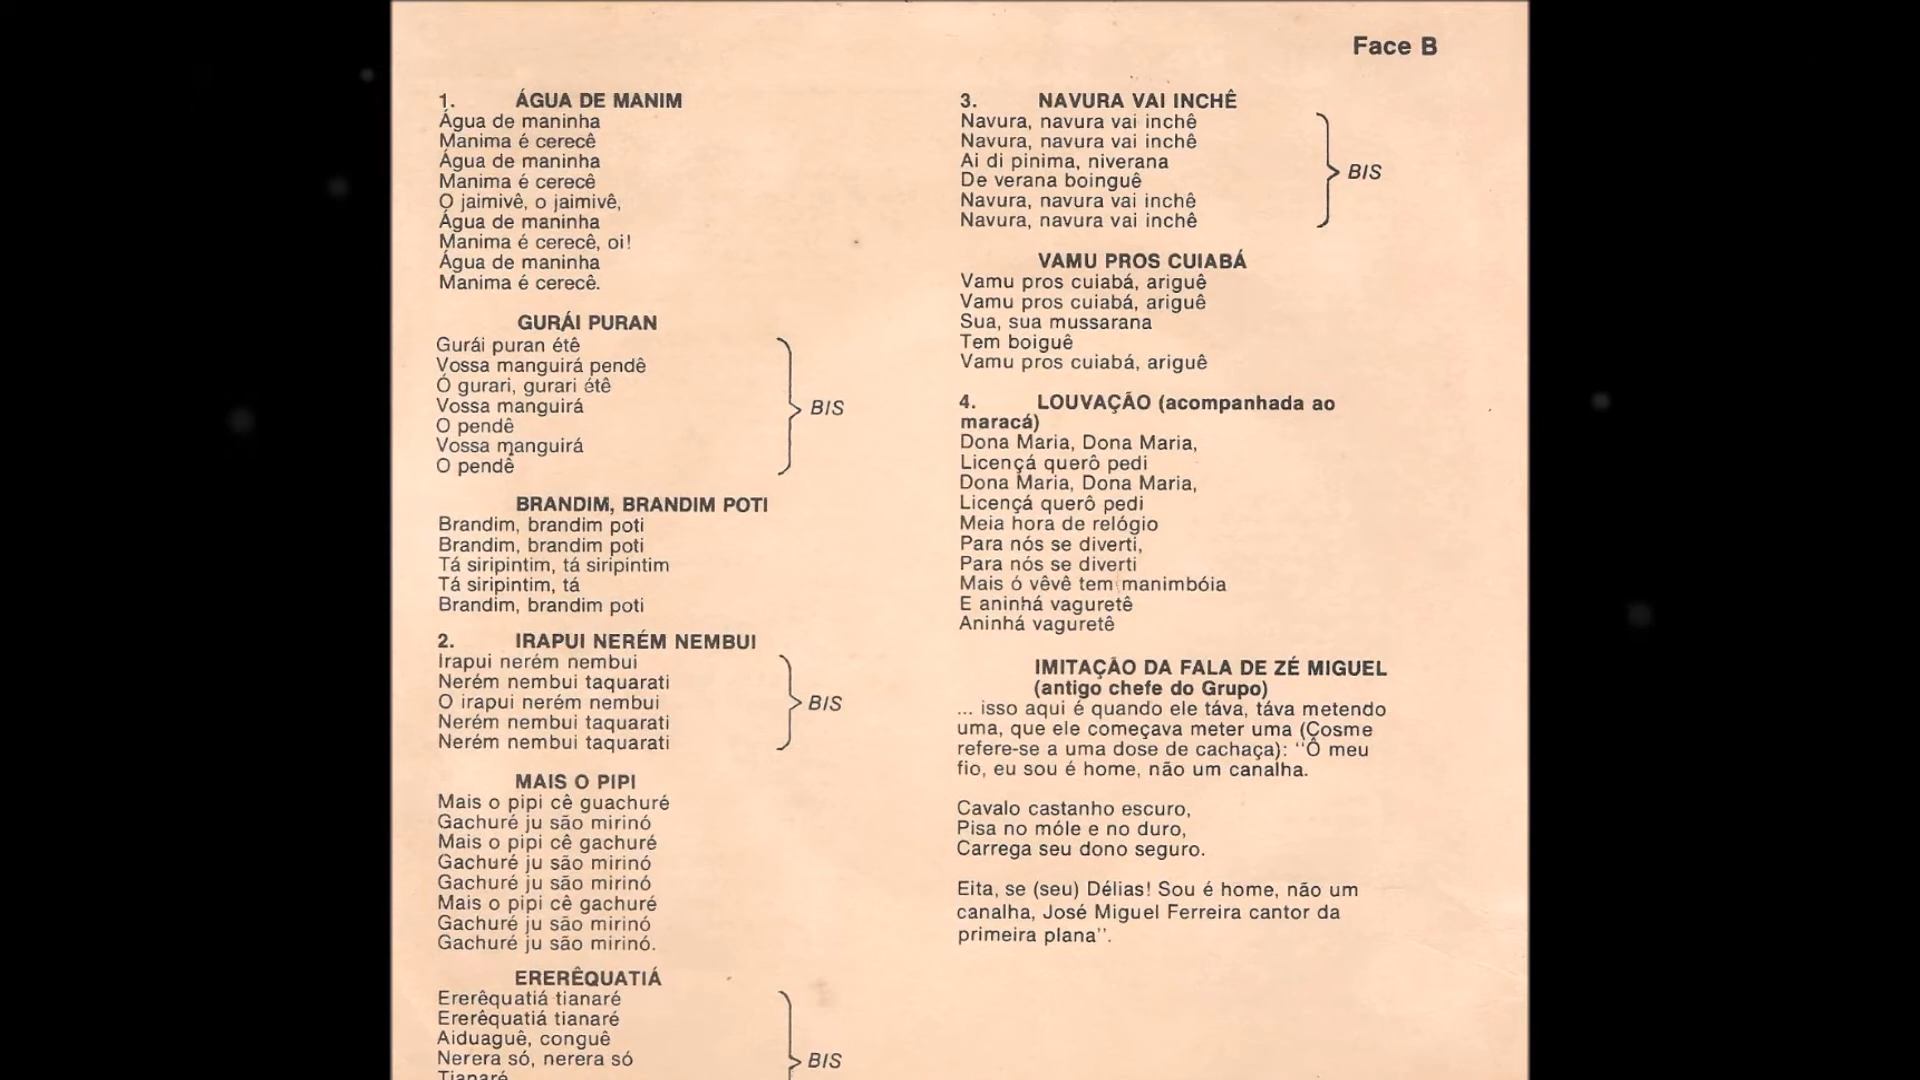 Face B
1. ÁGUA DE MANIM
Água de maninha
Manima é cerecê
Água de maninha
Manima é cerecê
O jaimivê, o jaimivê,
Água de maninha
Manima é cerecê, oi!
Água de maninha
Manima é cerecê.
GURÁI PURAN
Gurái puran étê
Vossa manguirá pendê
Ó gurari, gurari étê
Vossa manguirá
O pendê
Vossa manguirá
O pendê
BIS
BRANDIM, BRANDIM POTI
Brandim, brandim poti
Brandim, brandim poti
Tá siripintim, tá siripintim
Tá siripintim, tá
Brandim, brandim poti
2. IRAPUI NERÉM NEMBUI
Irapui nerém nembui
Nerém nembui taquarati
O irapui nerém nembui
Nerém nembui taquarati
Nerém nembui taquarati
BIS
MAIS O PIPI
Mais o pipi cê guachuré
Gachuré ju são mirinó
Mais o pipi cê gachuré
Gachuré ju são mirinó
Gachuré ju são mirinó
Mais o pipi cê gachuré
Gachuré ju são mirinó
Gachuré ju são mirinó.
ERERÊQUATIÁ
Ererêquatiá tianaré
Ererêquatiá tianaré
Aiduaguê, conguê
Nerera só, nerera só
Tianaré
BIS
3. NAVURA VAI INCHÊ
Navura, navura vai inchê
Navura, navura vai inchê
Ai di pinima, niverana
De verana boinguê
Navura, navura vai inchê
Navura, navura vai inchê
BIS
VAMU PROS CUIABÁ
Vamu pros cuiabá, ariguê
Vamu pros cuiabá, ariguê
Sua, sua mussarana
Tem boiguê
Vamu pros cuiabá, ariguê
4. LOUVAÇÃO (acompanhada ao
maracá)
Dona Maria, Dona Maria,
Licençá querô pedi
Dona Maria, Dona Maria,
Licençá querô pedi
Meia hora de relógio
Para nós se diverti,
Para nós se diverti
Mais ó vêvê tem manimbóia
E aninhá vaguretê
Aninhá vaguretê
IMITAÇÃO DA FALA DE ZÉ MIGUEL
(antigo chefe do Grupo)
... isso aqui é quando ele táva, táva metendo
uma, que ele começava meter uma (Cosme
refere-se a uma dose de cachaça): "Ô meu
fio, eu sou é home, não um canalha.
Cavalo castanho escuro,
Pisa no móle e no duro,
Carrega seu dono seguro.
Eita, se (seu) Délias! Sou é home, não um
canalha, José Miguel Ferreira cantor da
primeira plana".